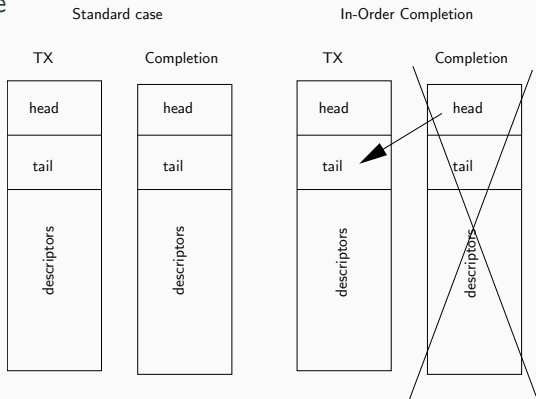 e
Standard case
In-Order Completion
TX
Completion
TX
Completion
head
head
head
head
tail
tail
tail
tail
descriptors
descriptors
descriptors
descriptors